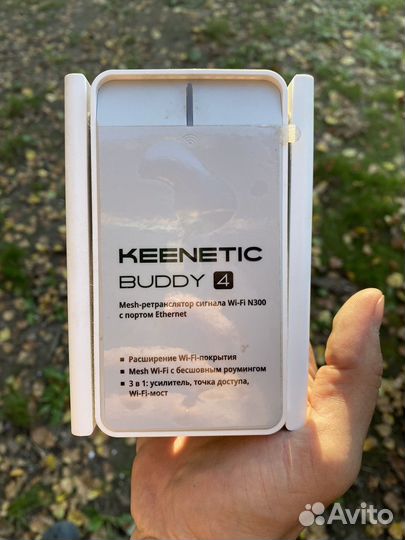 KEENETIC
BUDDY 4
Mesh-ретранслятор сигнала Wi-Fi N300
с портом Ethernet
• Расширение Wi-Fi-покрытия
• Mesh Wi-Fi с бесшовным роумингом
• 3 в 1: усилитель, точка доступа,
Wi-Fi-мост
Avito